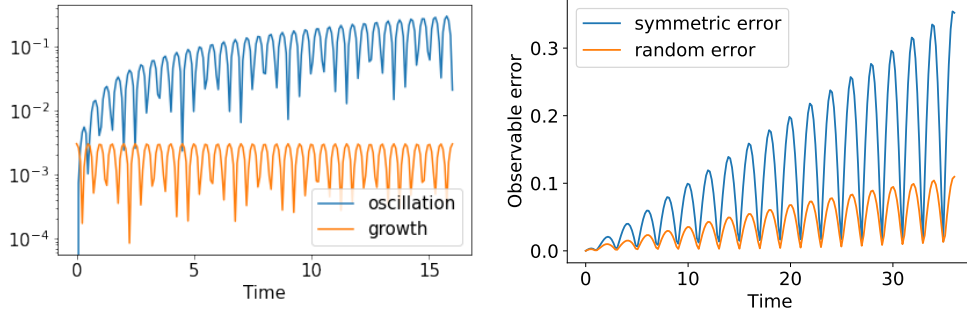 10⁻¹
10⁻²
10⁻³
10⁻⁴
oscillation
growth
0 5 10 15
Time
symmetric error
random error
Observable error
0.3
0.2
0.1
0.0
0 10 20 30
Time